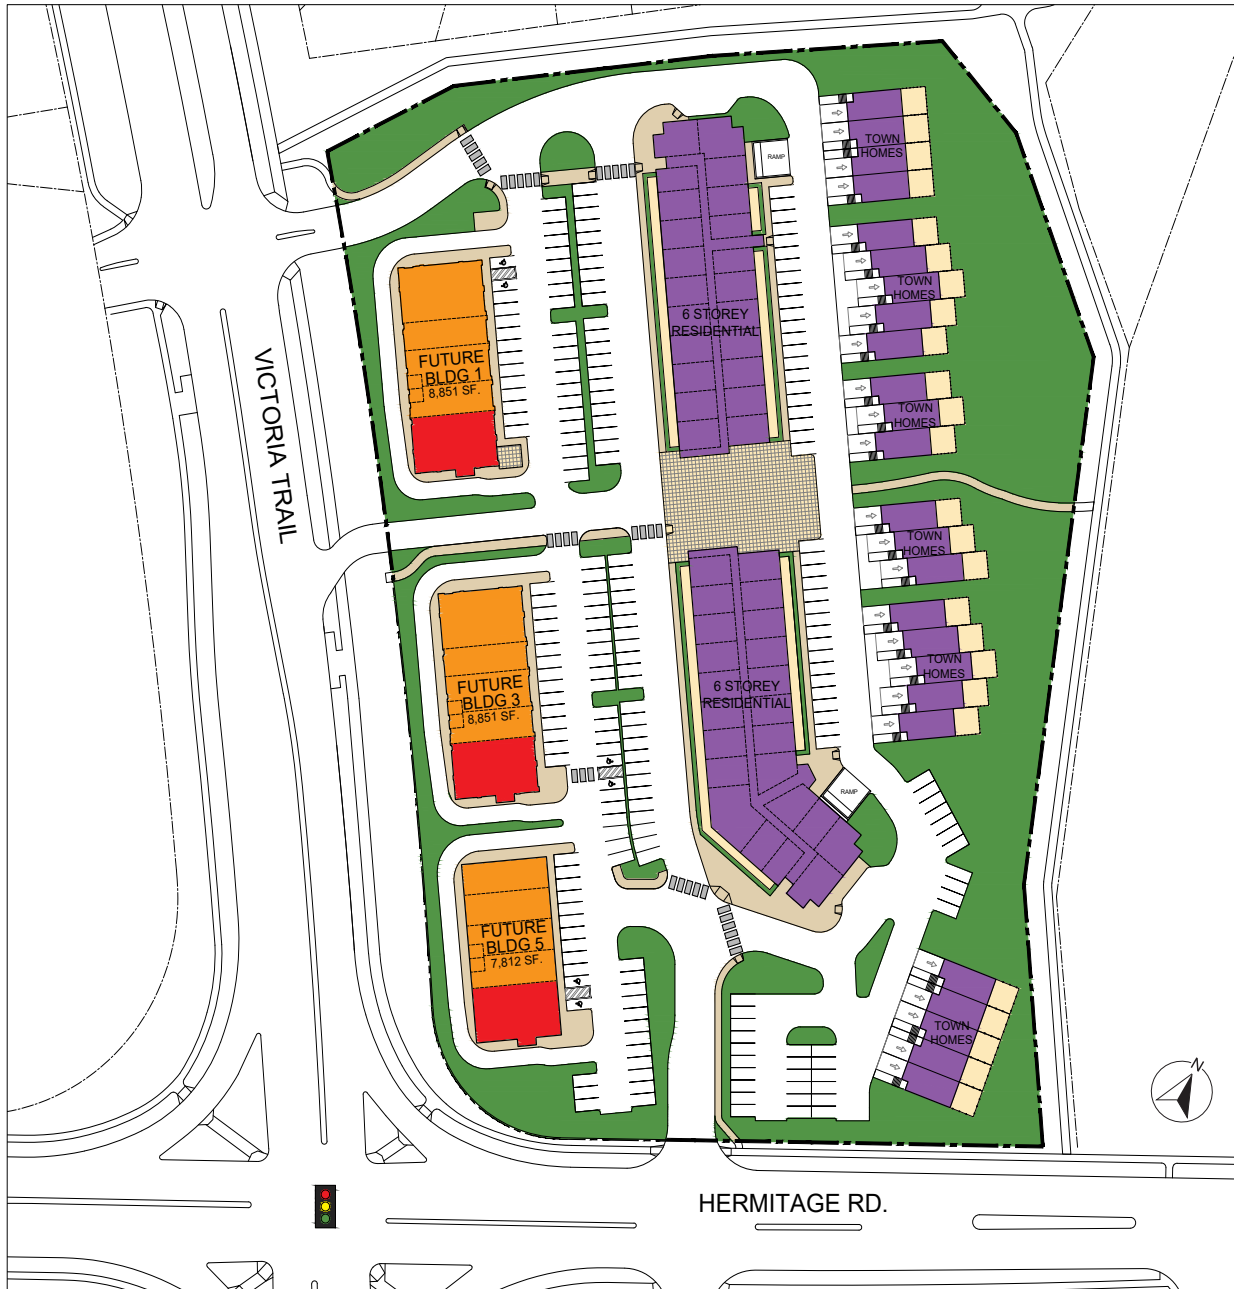 TOWN
HOMES
RAMP
TOWN
HOMES
6 STOREY
RESIDENTIAL
FUTURE
BLDG 1
8,851 SF.
VICTORIA TRAIL
TOWN
HOMES
TOWN
HOMES
FUTURE
BLDG 3
8,851 SF.
6 STOREY
RESIDENTIAL
TOWN
HOMES
RAMP
FUTURE
BLDG 5
7,812 SF.
TOWN
HOMES
N
HERMITAGE RD.